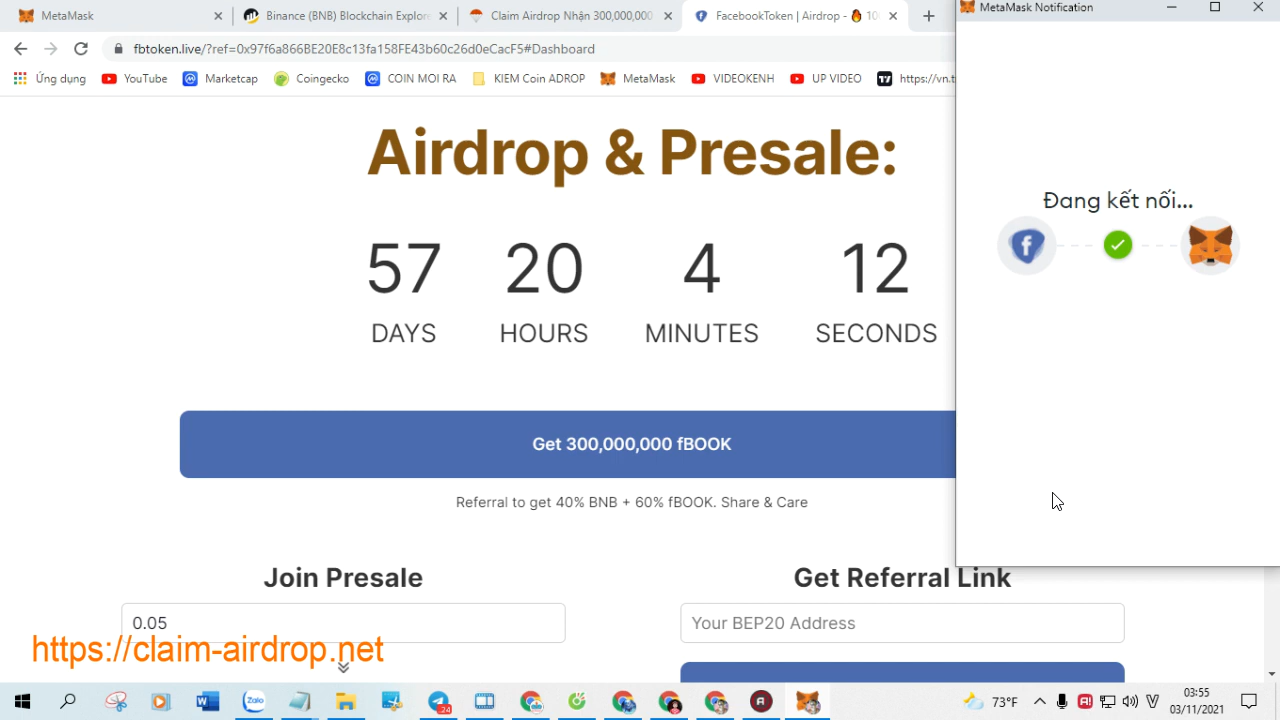 MetaMask
Binance (BNB) Blockchain Explore
Claim Airdrop Nhận 300,000,000
FacebookToken | Airdrop - 🔥 10
MetaMask Notification
fbtoken.live/?ref=0x97f6a866BE20E8c13fa158FE43b60c26d0eCacF5#Dashboard
Ứng dụng
YouTube
Marketcap
Coingecko
COIN MOI RA
KIEM Coin ADROP
MetaMask
VIDEOKENH
UP VIDEO
https://vn.t
Airdrop & Presale:
57 20 4 12
DAYS HOURS MINUTES SECONDS
Đang kết nối...
Get 300,000,000 fBOOK
Referral to get 40% BNB + 60% fBOOK. Share & Care
Join Presale
Get Referral Link
0.05
Your BEP20 Address
https://claim-airdrop.net
Zalo
24
73°F
03:55
03/11/2021